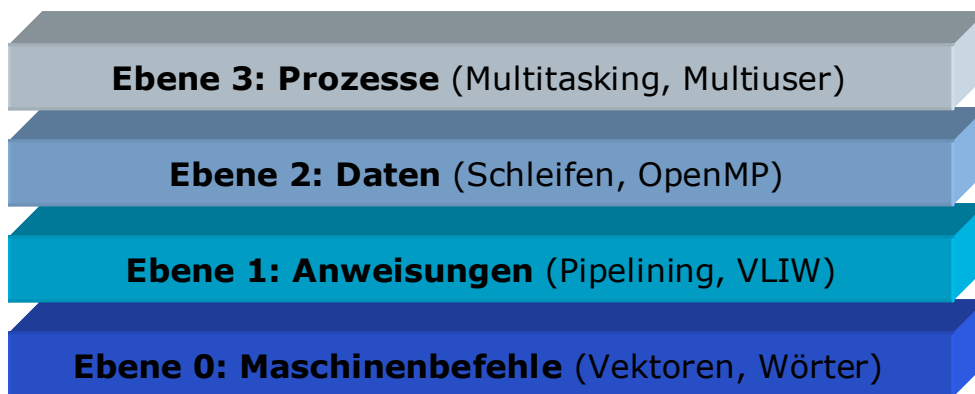 Ebene 3: Prozesse (Multitasking, Multiuser)
Ebene 2: Daten (Schleifen, OpenMP)
Ebene 1: Anweisungen (Pipelining, VLIW)
Ebene 0: Maschinenbefehle (Vektoren, Wörter)